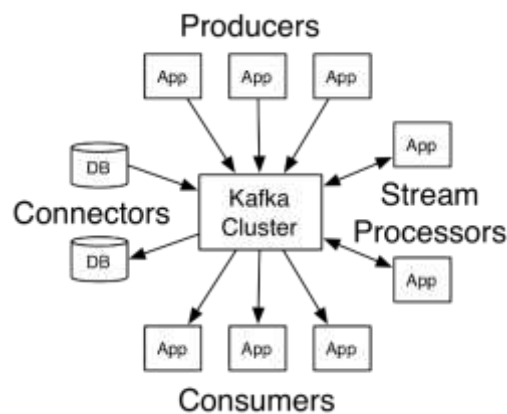 Producers
App
App
App
DB
App
Connectors
Kafka
Cluster
Stream
Processors
DB
App
App
App
App
Consumers